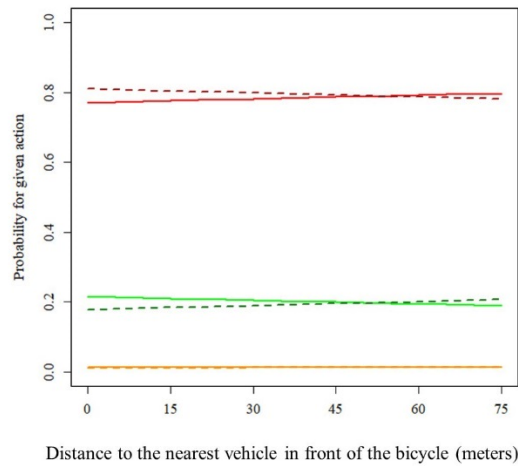 Probability for given action
1.0
0.8
0.6
0.4
0.2
0.0
0 15 30 45 60 75
Distance to the nearest vehicle in front of the bicycle (meters)